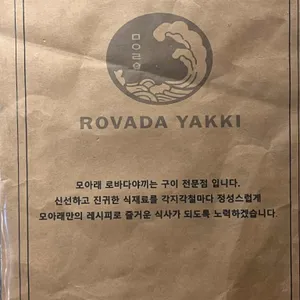 모아래
ROVADA YAKKI
모아래 로바다야끼는 구이 전문점 입니다.
신선하고 진귀한 식재료를 각지각철마다 정성스럽게
모아래만의 레시피로 즐거운 식사가 되도록 노력하겠습니다.